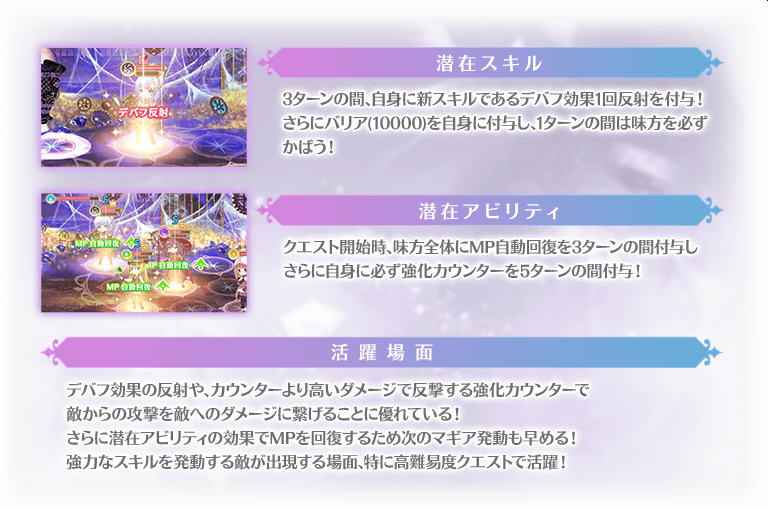 潜在スキル
デバフ反射
3ターンの間、自身に新スキルであるデバフ効果1回反射を付与！
さらにバリア(10000)を自身に付与し、1ターンの間は味方を必ず
かばう！
潜在アビリティ
MP自動回復
MP自動回復
MP自動回復
クエスト開始時、味方全体にMP自動回復を3ターンの間付与し
さらに自身に必ず強化カウンターを5ターンの間付与！
活躍場面
デバフ効果の反射や、カウンターより高いダメージで反撃する強化カウンターで
敵からの攻撃を敵へのダメージに繋げることに優れている！
さらに潜在アビリティの効果でMPを回復するため次のマギア発動も早める！
強力なスキルを発動する敵が出現する場面、特に高難易度クエストで活躍！